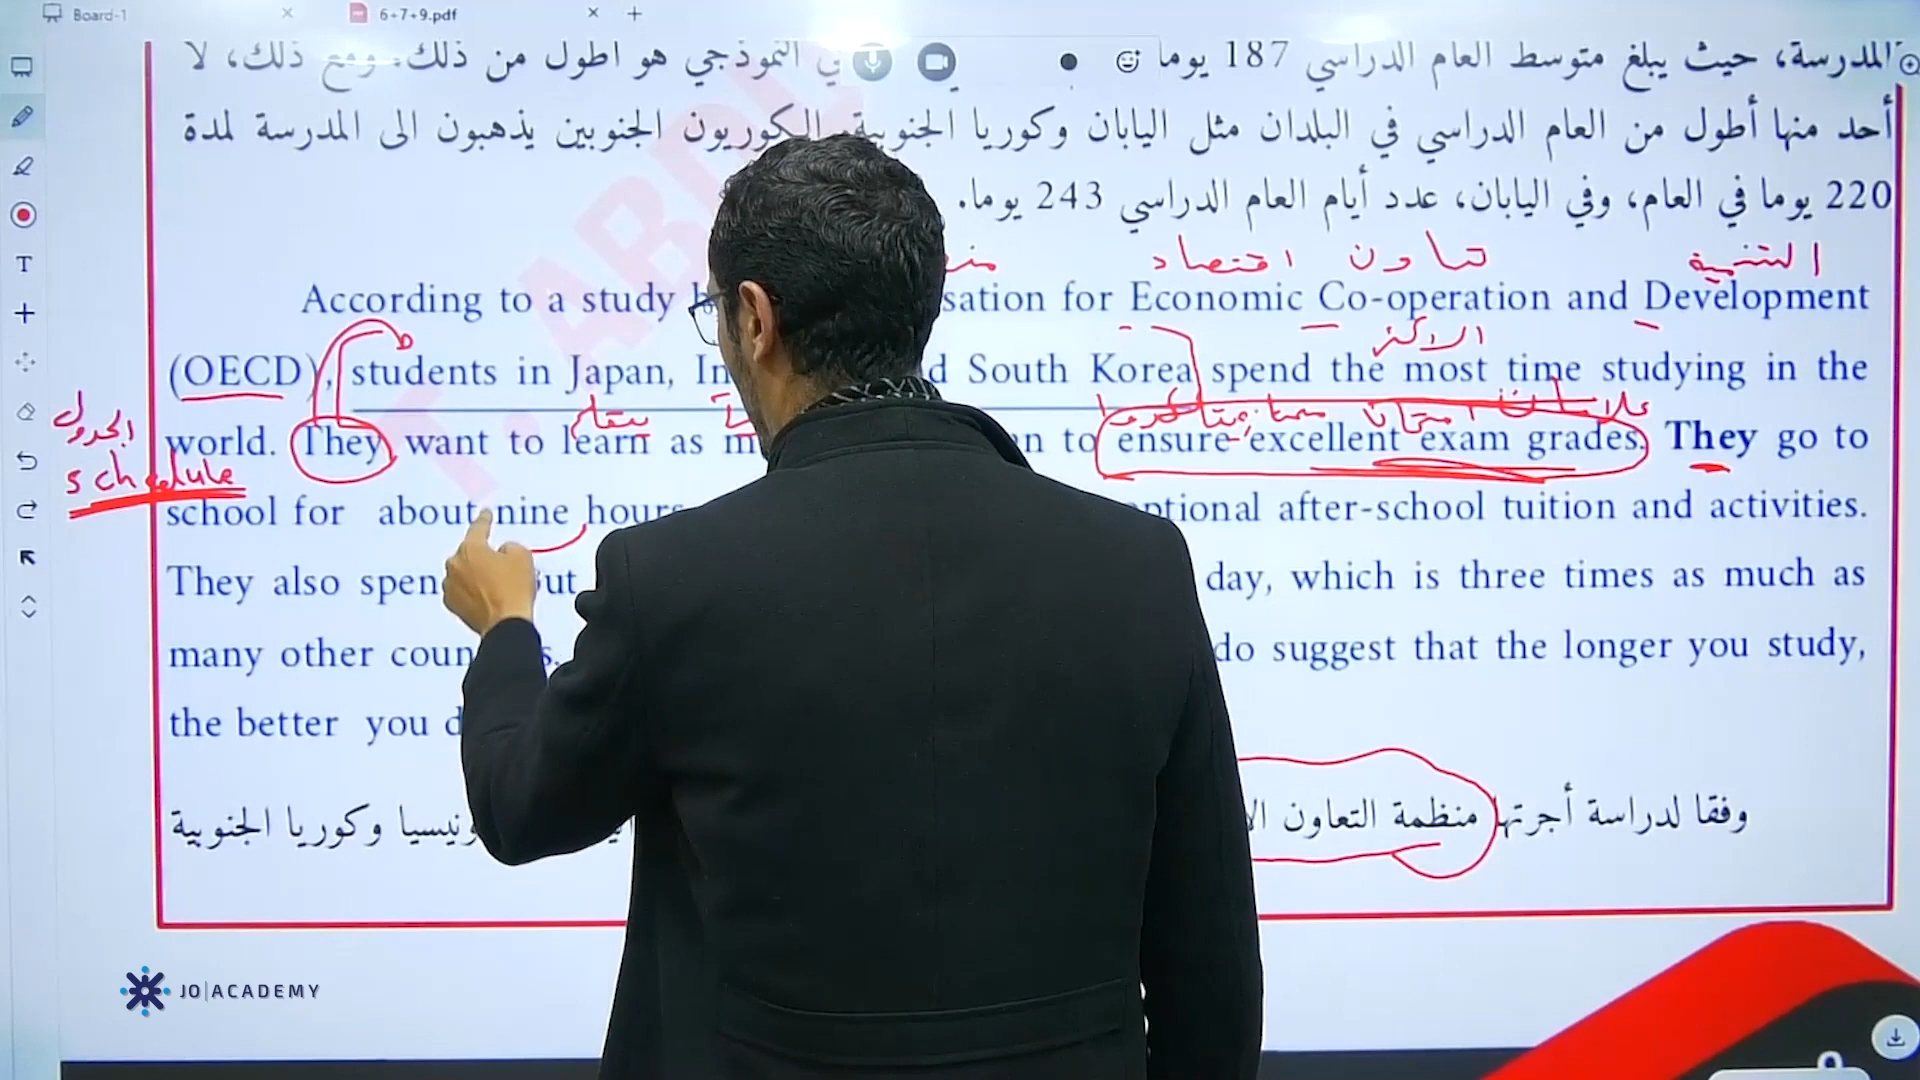 Board-1
6+7+9.pdf
المدرسة، حيث يبلغ متوسط العام الدراسي 187 يوما النموذجي هو اطول من ذلك. ومع ذلك، لا
أحد منها أطول من العام الدراسي في البلدان مثل اليابان وكوريا الجنوبية. الكوريون الجنوبين يذهبون الى المدرسة لمدة
220 يوما في العام، وفي اليابان، عدد أيام العام الدراسي 243 يوما.
التنمية تعاون اقتصاد
According to a study sation for Economic Co-operation and Development
الاكثر
(OECD), students in Japan, In d South Korea spend the most time studying in the
الجدول
world. They want to learn as n to ensure excellent exam grades. They go to
schedule
school for about nine hours ptional after-school tuition and activities.
They also spen out day, which is three times as much as
many other coun s. do suggest that the longer you study,
the better you d
وفقا لدراسة أجرتها منظمة التعاون ونيسيا وكوريا الجنوبية
JO|ACADEMY